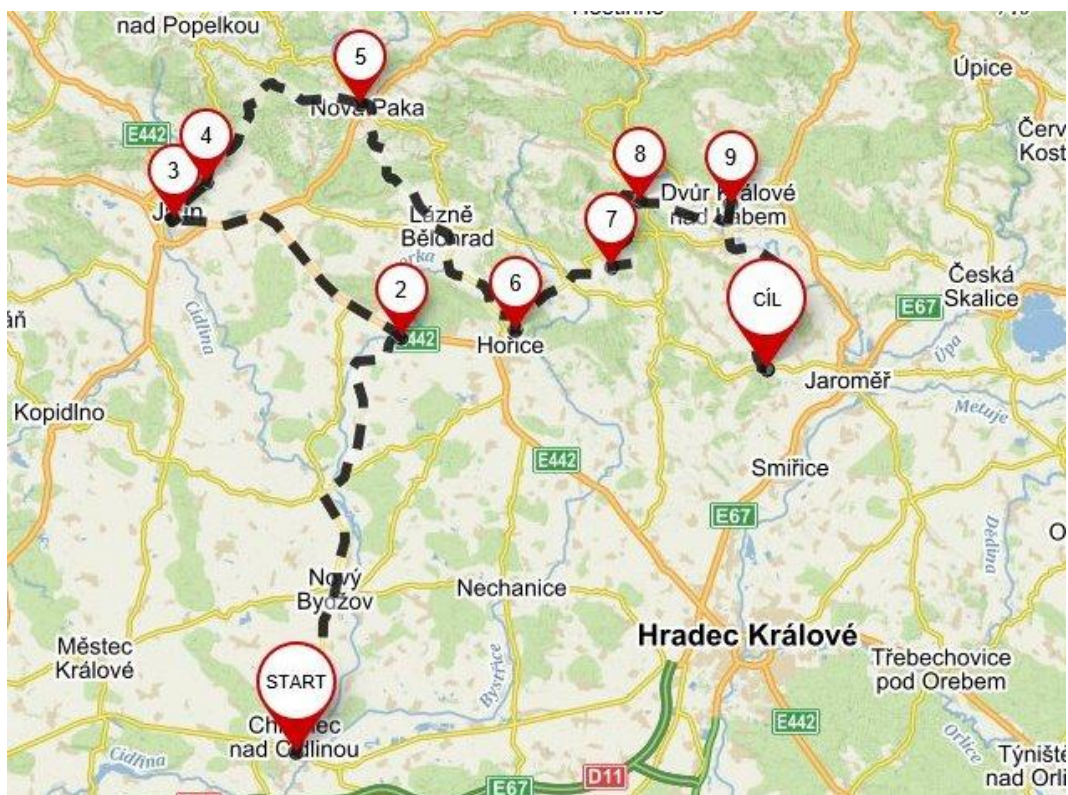 nad Popelkou
Úpice
5
Nová Paka
E442
4
3
8
9
Jičín
Dvůr Králové
nad Labem
Lázně
Bělohrad
7
Česká
Skalice
2
6
CÍL
E67
Cidlina
E442
Hořice
Úpa
Jaroměř
Kopidlno
Metuje
E442
Smiřice
E67
Dědina
Nový
Bydžov
Nechanice
Městec
Králové
Hradec Králové
Třebechovice
pod Orebem
START
Bystřice
Chlumec
nad Cidlinou
E442
Orlice
Cidlina
Týniště
nad Orli
D11
E67